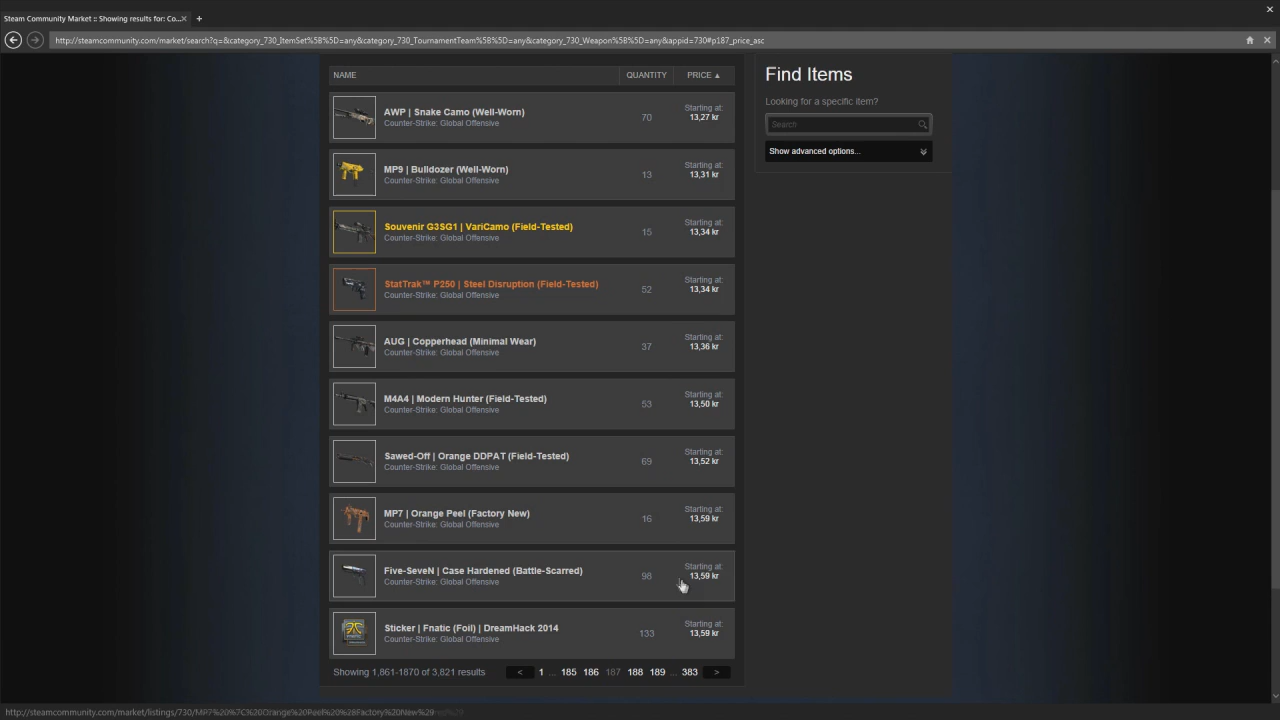 Steam Community Market :: Showing results for: Co...
http://steamcommunity.com/market/search?q=&category_730_ItemSet%5B%5D=any&category_730_TournamentTeam%5B%5D=any&category_730_Weapon%5B%5D=any&appid=730#p187_price_asc
NAME QUANTITY PRICE ▲
AWP | Snake Camo (Well-Worn)
Counter-Strike: Global Offensive
70
Starting at:
13,27 kr
MP9 | Bulldozer (Well-Worn)
Counter-Strike: Global Offensive
13
Starting at:
13,31 kr
Souvenir G3SG1 | VariCamo (Field-Tested)
Counter-Strike: Global Offensive
15
Starting at:
13,34 kr
StatTrak™ P250 | Steel Disruption (Field-Tested)
Counter-Strike: Global Offensive
52
Starting at:
13,34 kr
AUG | Copperhead (Minimal Wear)
Counter-Strike: Global Offensive
37
Starting at:
13,36 kr
M4A4 | Modern Hunter (Field-Tested)
Counter-Strike: Global Offensive
53
Starting at:
13,50 kr
Sawed-Off | Orange DDPAT (Field-Tested)
Counter-Strike: Global Offensive
69
Starting at:
13,52 kr
MP7 | Orange Peel (Factory New)
Counter-Strike: Global Offensive
16
Starting at:
13,59 kr
Five-SeveN | Case Hardened (Battle-Scarred)
Counter-Strike: Global Offensive
98
Starting at:
13,59 kr
Sticker | Fnatic (Foil) | DreamHack 2014
Counter-Strike: Global Offensive
133
Starting at:
13,59 kr
Showing 1,861-1870 of 3,821 results < 1 ... 185 186 187 188 189 ... 383 >
Find Items
Looking for a specific item?
Search
Show advanced options...
http://steamcommunity.com/market/listings/730/MP7%20%7C%20Orange%20Peel%20%28Factory%20New%29